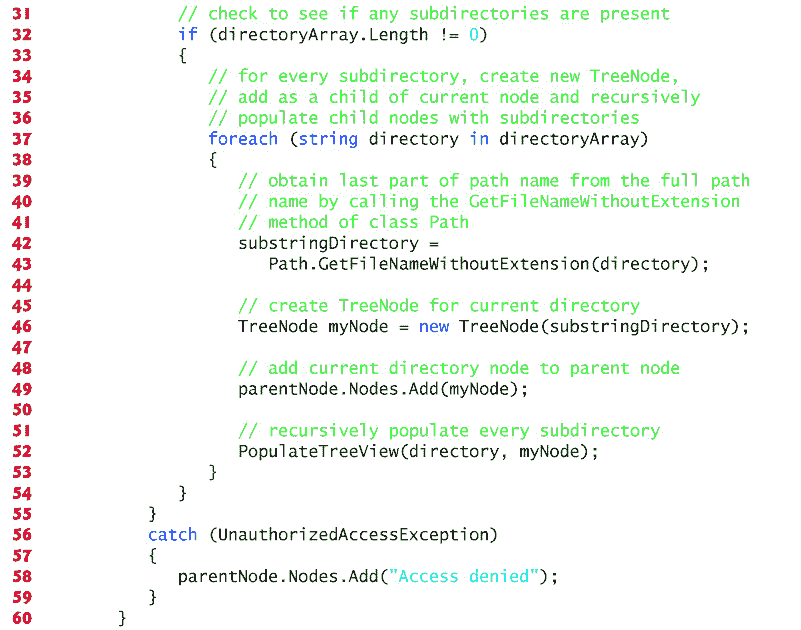 31 // check to see if any subdirectories are present
32 if (directoryArray.Length != 0)
33 {
34 // for every subdirectory, create new TreeNode,
35 // add as a child of current node and recursively
36 // populate child nodes with subdirectories
37 foreach (string directory in directoryArray)
38 {
39 // obtain last part of path name from the full path
40 // name by calling the GetFileNameWithoutExtension
41 // method of class Path
42 substringDirectory =
43 Path.GetFileNameWithoutExtension(directory);
44
45 // create TreeNode for current directory
46 TreeNode myNode = new TreeNode(substringDirectory);
47
48 // add current directory node to parent node
49 parentNode.Nodes.Add(myNode);
50
51 // recursively populate every subdirectory
52 PopulateTreeView(directory, myNode);
53 }
54 }
55 }
56 catch (UnauthorizedAccessException)
57 {
58 parentNode.Nodes.Add("Access denied");
59 }
60 }